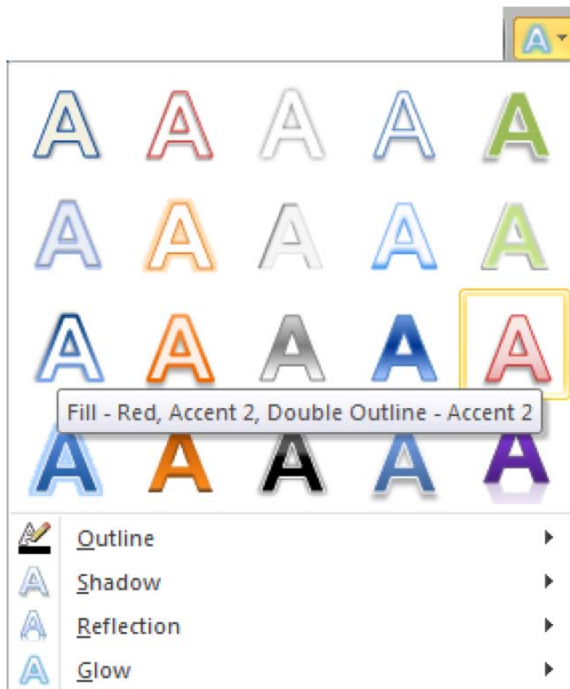 A
A A A A A
A A A A A
A A A A A
Fill - Red, Accent 2, Double Outline - Accent 2
A A A A A
Outline
Shadow
Reflection
Glow